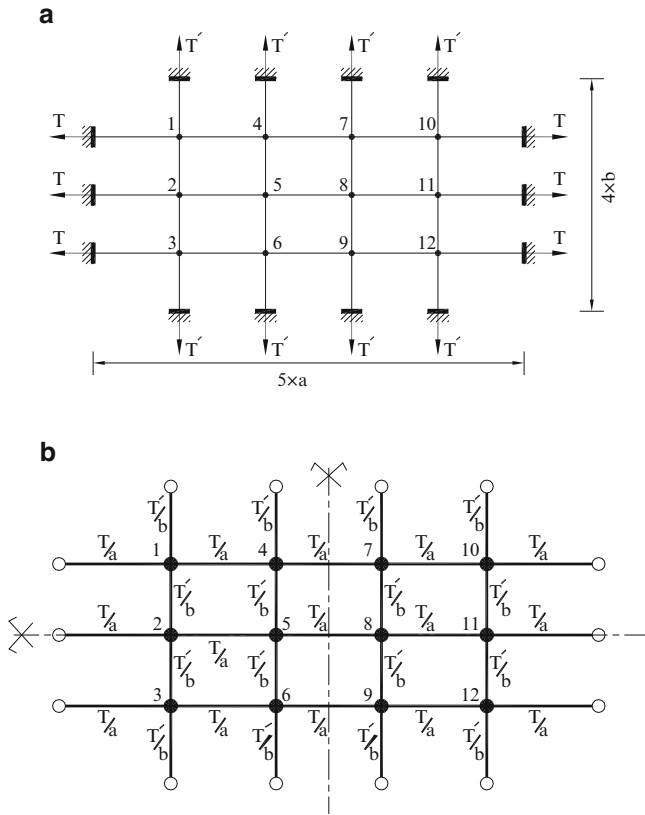 a
T´ T´ T´ T´
T 1 4 7 10 T
T 2 5 8 11 T
T 3 6 9 12 T
4×b
T´ T´ T´ T´
5×a
b
T´/b T´/b T´/b T´/b
T/a T/a T/a T/a T/a
1 4 7 10
T´/b T´/b T´/b T´/b
T/a 2 5 T/a 8 T/a 11 T/a
T/a
T´/b T´/b T´/b T´/b
3 6 9 12
T/a T/a T/a T/a T/a
T´/b T´/b T´/b T´/b